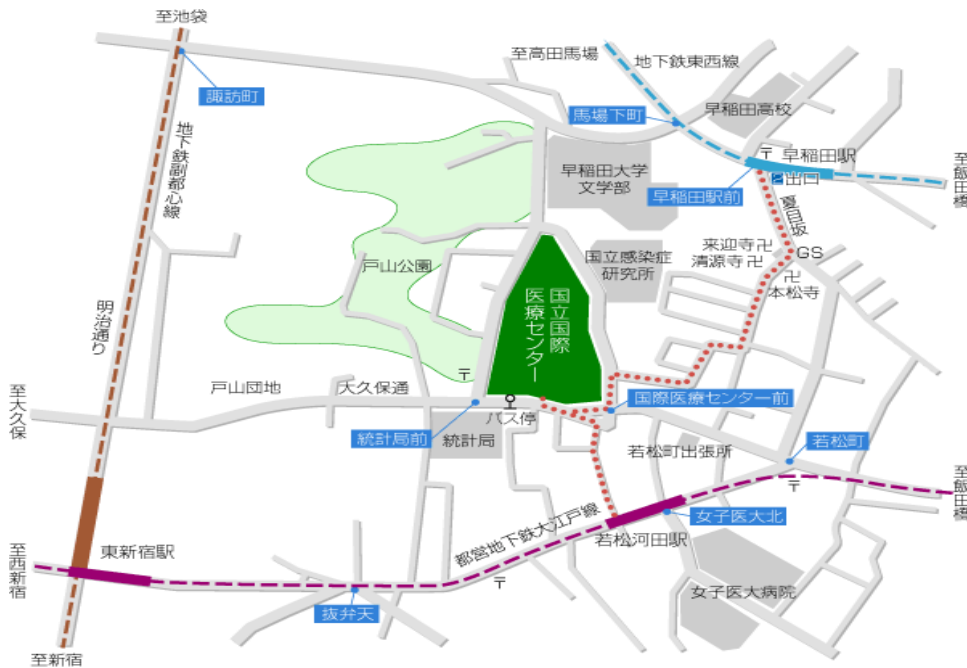 至池袋
諏訪町
地下鉄副都心線
明治通り
至高田馬場
地下鉄東西線
馬場下町
早稲田高校
〒
早稲田駅
早稲田駅前
出口
至飯田橋
早稲田大学
文学部
夏目坂
来迎寺卍
清源寺卍
GS
卍
本松寺
国立感染症
研究所
戸山公園
国立国際
医療センター
〒
戸山団地
大久保通
至大久保
統計局前
バス停
統計局
国際医療センター前
若松町出張所
若松町
〒
至飯田橋
女子医大北
若松河田駅
都営地下鉄大江戸線
〒
女子医大病院
東新宿駅
至西新宿
抜弁天
至新宿